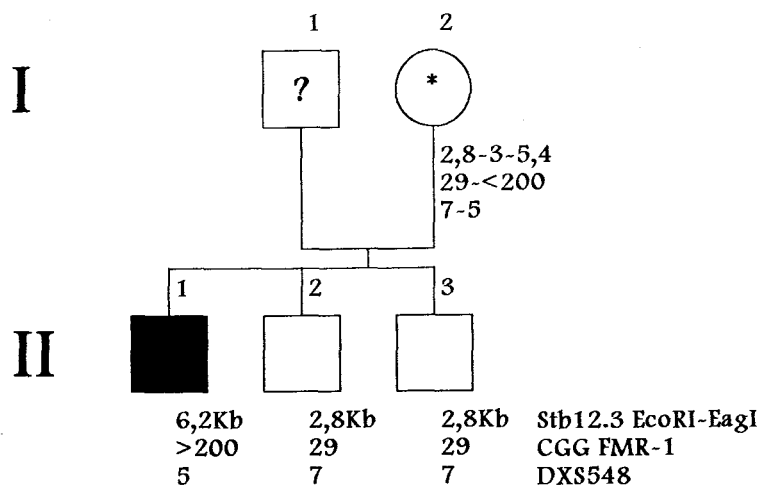 1 2
I ? *
2,8-3-5,4
29-<200
7-5
1 2 3
II
6,2Kb 2,8Kb 2,8Kb Stb12.3 EcoRI-EagI
>200 29 29 CGG FMR-1
5 7 7 DXS548